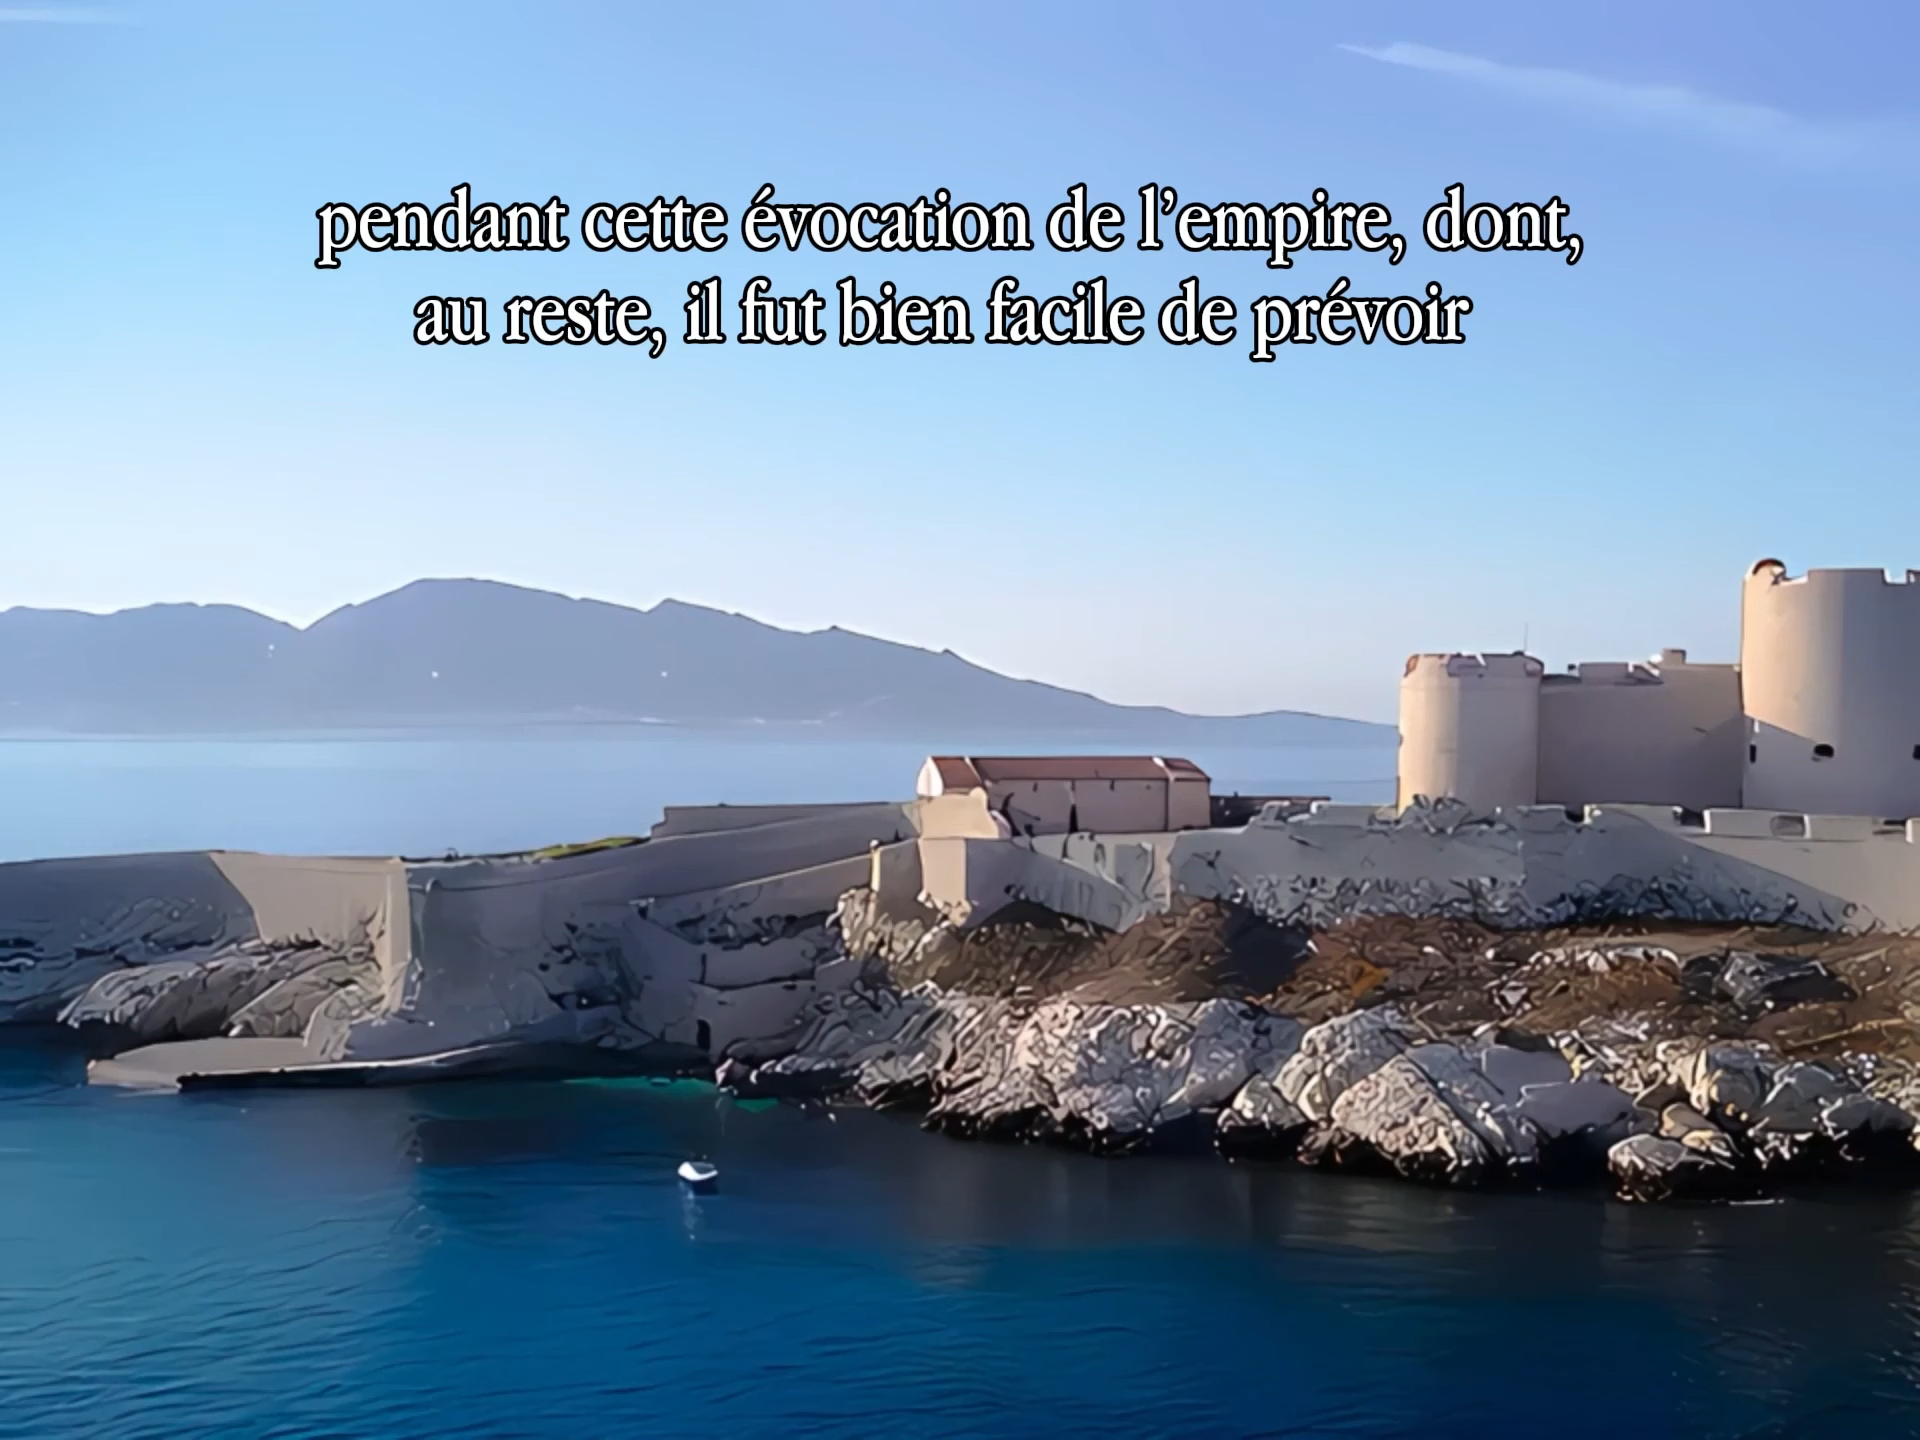 pendant cette évocation de l’empire, dont,
au reste, il fut bien facile de prévoir